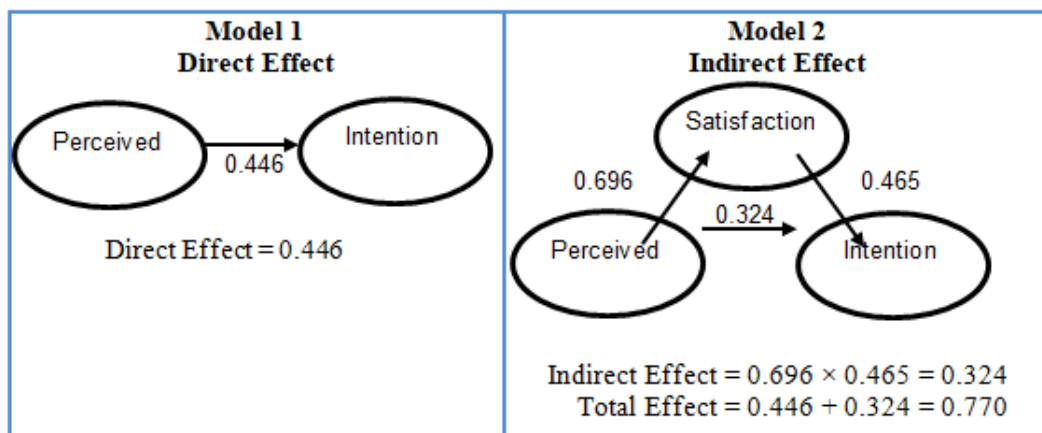 Model 1
Direct Effect
Perceived
Intention
0.446
Direct Effect = 0.446
Model 2
Indirect Effect
Satisfaction
0.696
0.465
0.324
Perceived
Intention
Indirect Effect = 0.696 × 0.465 = 0.324
Total Effect = 0.446 + 0.324 = 0.770